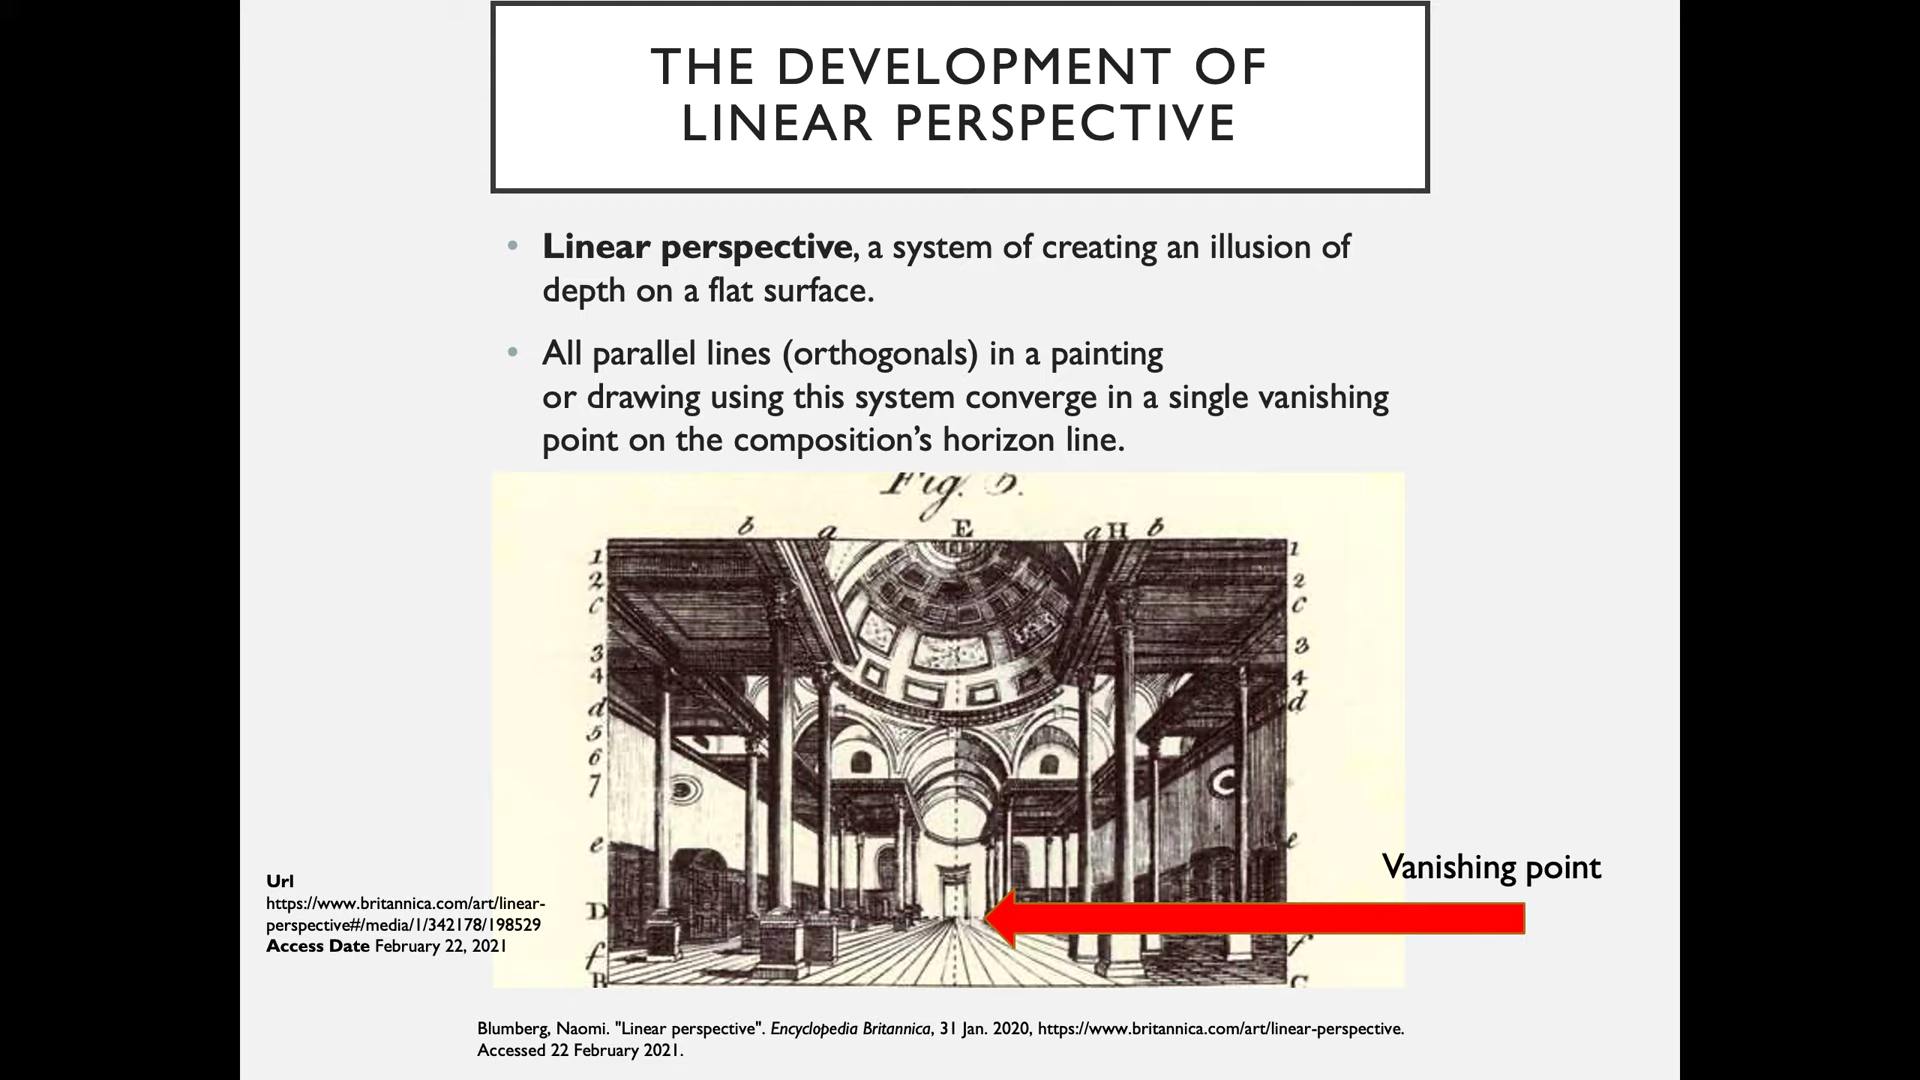 THE DEVELOPMENT OF
LINEAR PERSPECTIVE
• Linear perspective, a system of creating an illusion of
depth on a flat surface.
• All parallel lines (orthogonals) in a painting
or drawing using this system converge in a single vanishing
point on the composition’s horizon line.
Fig. 5.
b a E a H b
1 1
2 2
c c
3 3
4 4
d d
5
6
7
e e
Vanishing point
Url
https://www.britannica.com/art/linear-
perspective#/media/1/342178/198529
Access Date February 22, 2021
D
f f
B C
Blumberg, Naomi. "Linear perspective". Encyclopedia Britannica, 31 Jan. 2020, https://www.britannica.com/art/linear-perspective.
Accessed 22 February 2021.